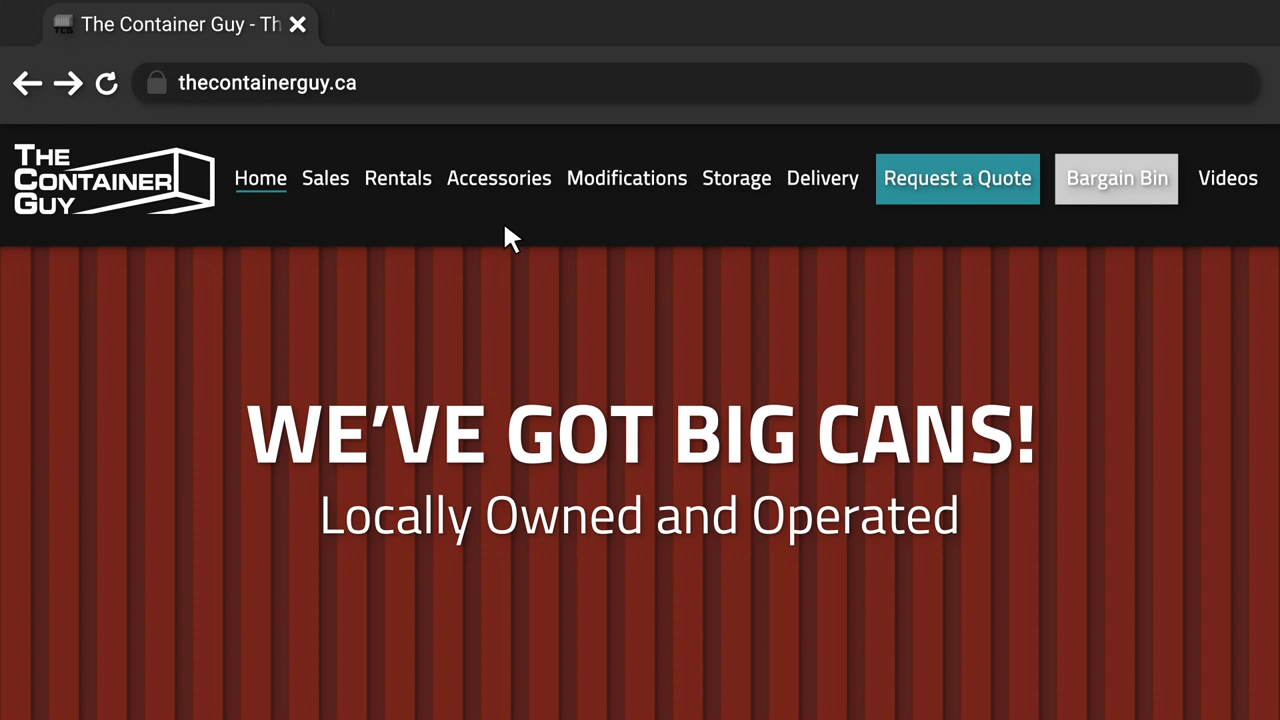 The Container Guy - Th
thecontainerguy.ca
THE
CONTAINER
GUY
Home Sales Rentals Accessories Modifications Storage Delivery Request a Quote Bargain Bin Videos
WE’VE GOT BIG CANS!
Locally Owned and Operated